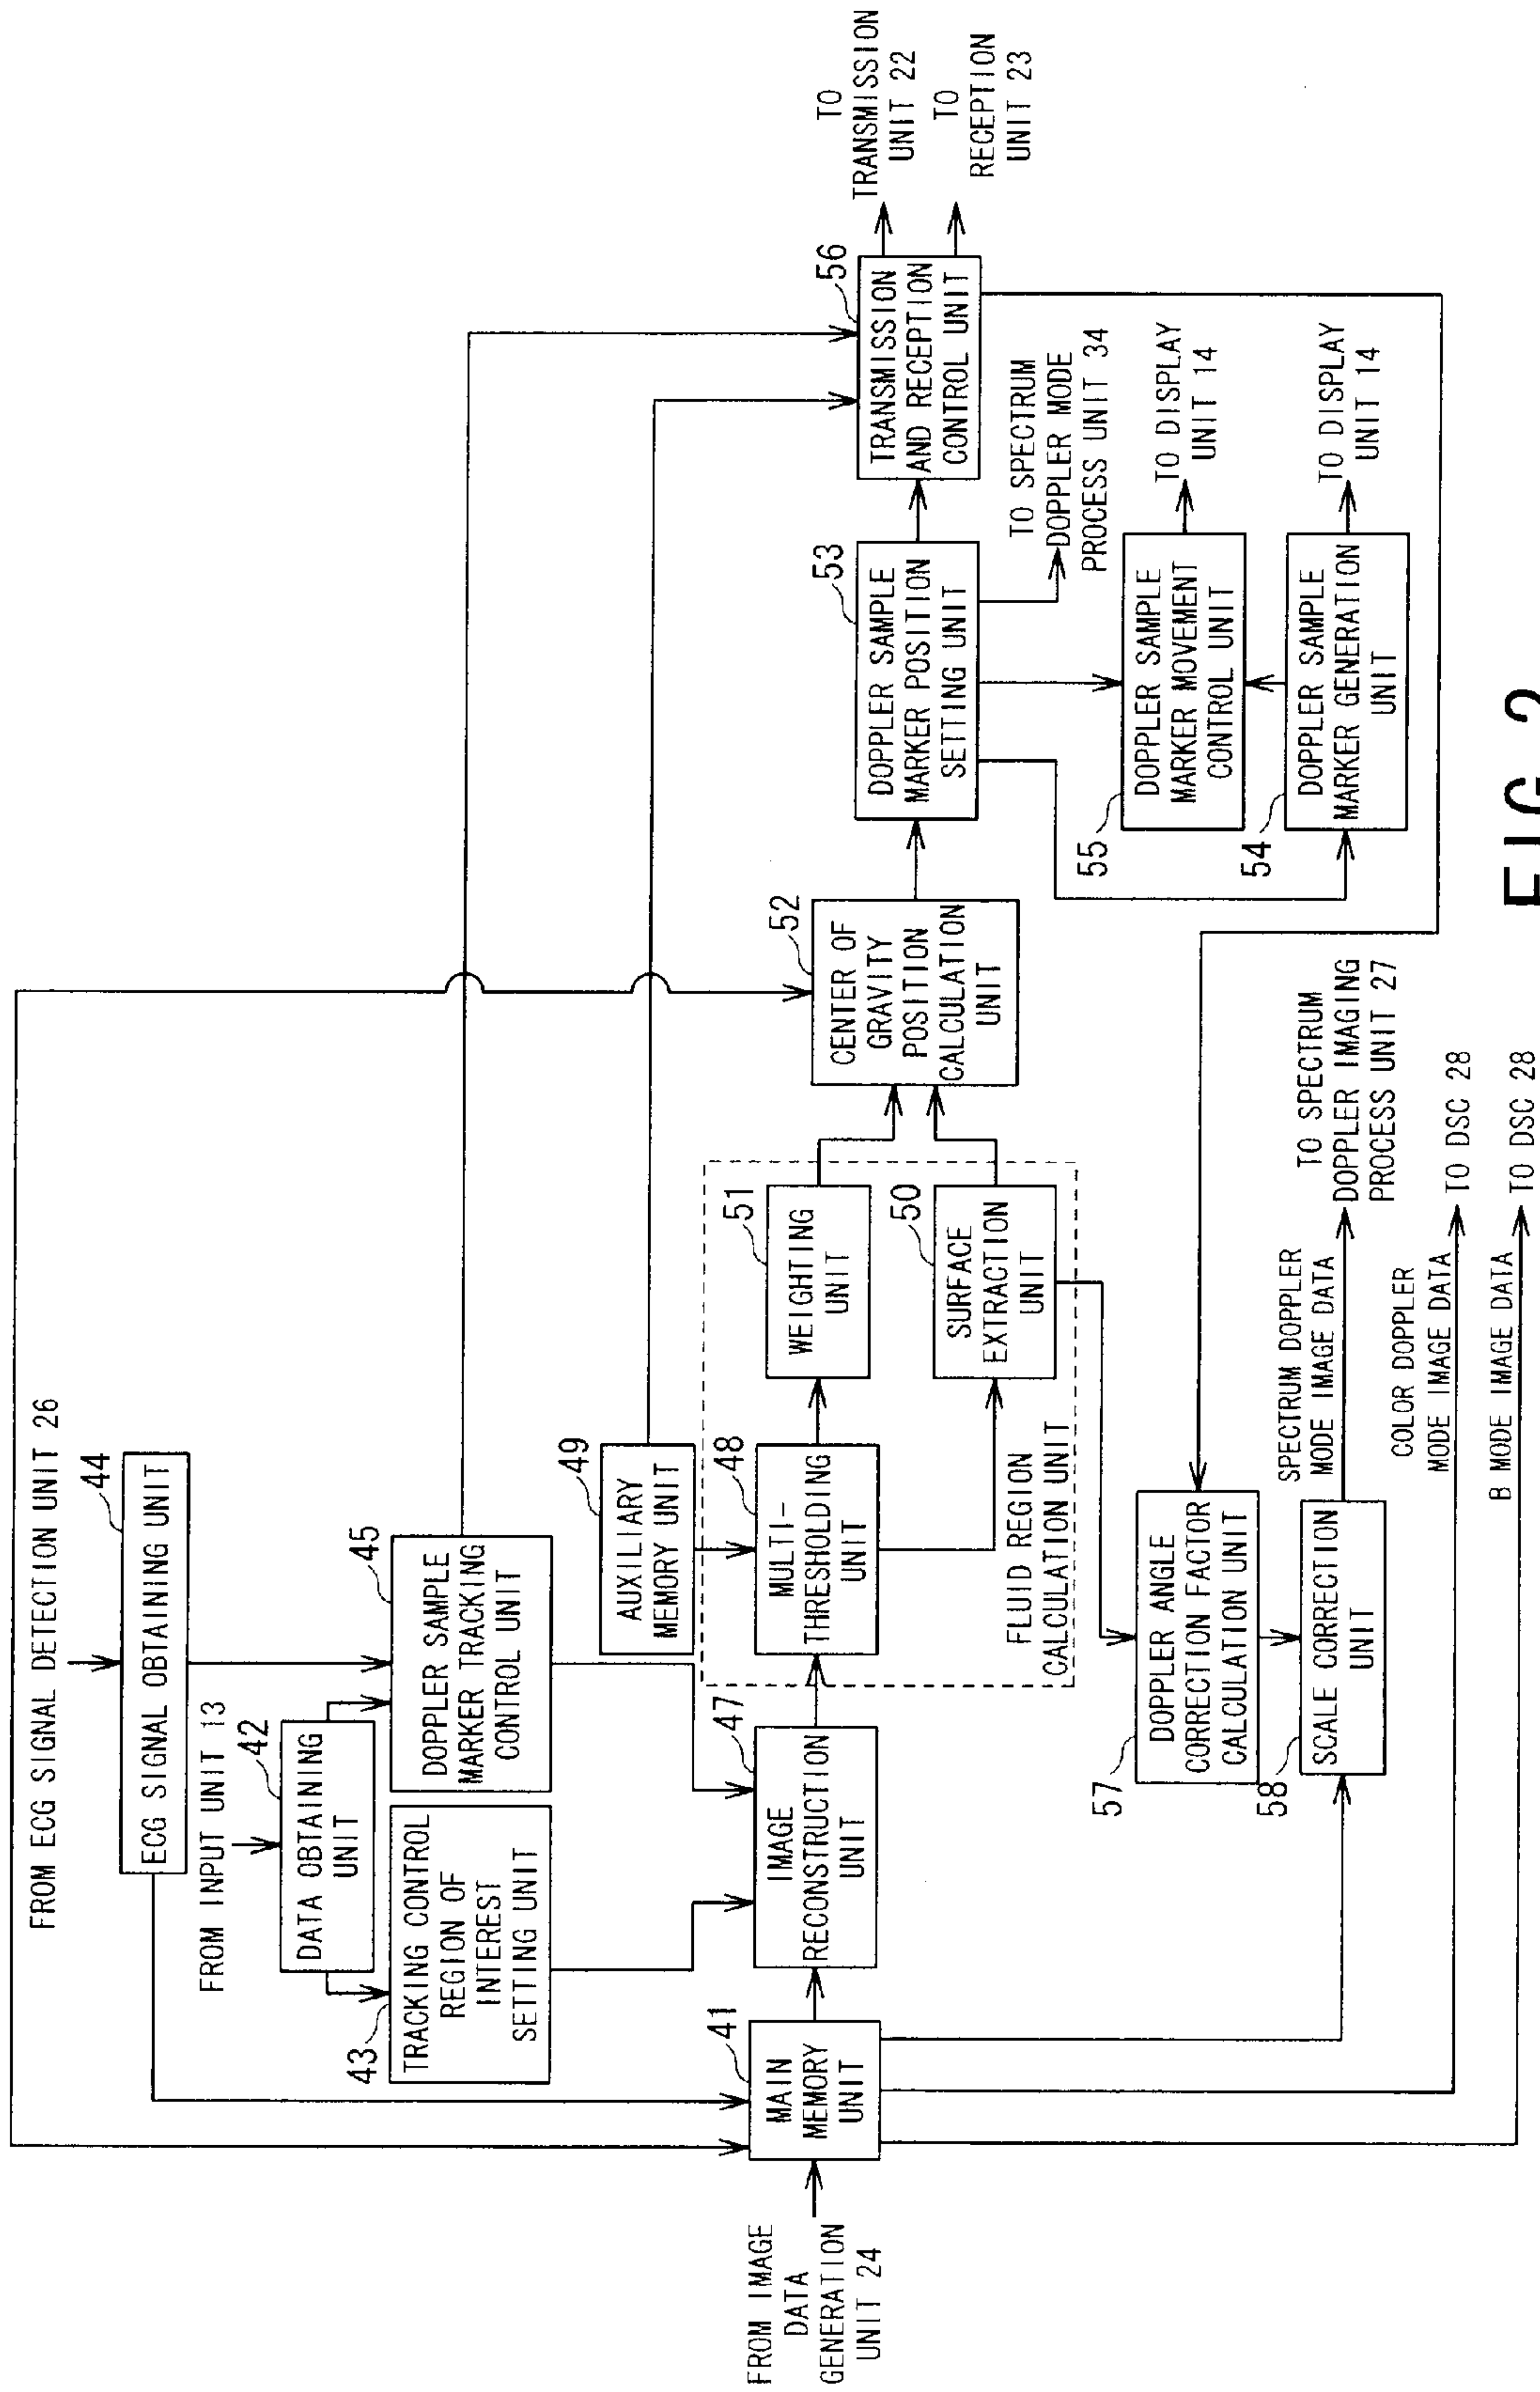 FROM ECG SIGNAL DETECTION UNIT 26
44
ECG SIGNAL OBTAINING UNIT
FROM INPUT UNIT 13
42
DATA OBTAINING
UNIT
43
TRACKING CONTROL
REGION OF
INTEREST
SETTING UNIT
45
DOPPLER SAMPLE
MARKER TRACKING
CONTROL UNIT
49
AUXILIARY
MEMORY UNIT
FROM IMAGE
DATA
GENERATION
UNIT 24
41
MAIN
MEMORY
UNIT
47
IMAGE
RECONSTRUCTION
UNIT
48
MULTI-
THRESHOLDING
UNIT
51
WEIGHTING
UNIT
50
SURFACE
EXTRACTION
UNIT
FLUID REGION
CALCULATION UNIT
52
CENTER OF
GRAVITY
POSITION
CALCULATION
UNIT
53
DOPPLER SAMPLE
MARKER POSITION
SETTING UNIT
56
TRANSMISSION
AND RECEPTION
CONTROL UNIT
TO
TRANSMISSION
UNIT 22
TO
RECEPTION
UNIT 23
TO SPECTRUM
DOPPLER MODE
PROCESS UNIT 34
55
DOPPLER SAMPLE
MARKER MOVEMENT
CONTROL UNIT
TO DISPLAY
UNIT 14
54
DOPPLER SAMPLE
MARKER GENERATION
UNIT
TO DISPLAY
UNIT 14
57
DOPPLER ANGLE
CORRECTION FACTOR
CALCULATION UNIT
58
SCALE CORRECTION
UNIT
SPECTRUM DOPPLER
MODE IMAGE DATA
TO SPECTRUM
DOPPLER IMAGING
PROCESS UNIT 27
COLOR DOPPLER
MODE IMAGE DATA
TO DSC 28
B MODE IMAGE DATA
TO DSC 28
FIG. 2